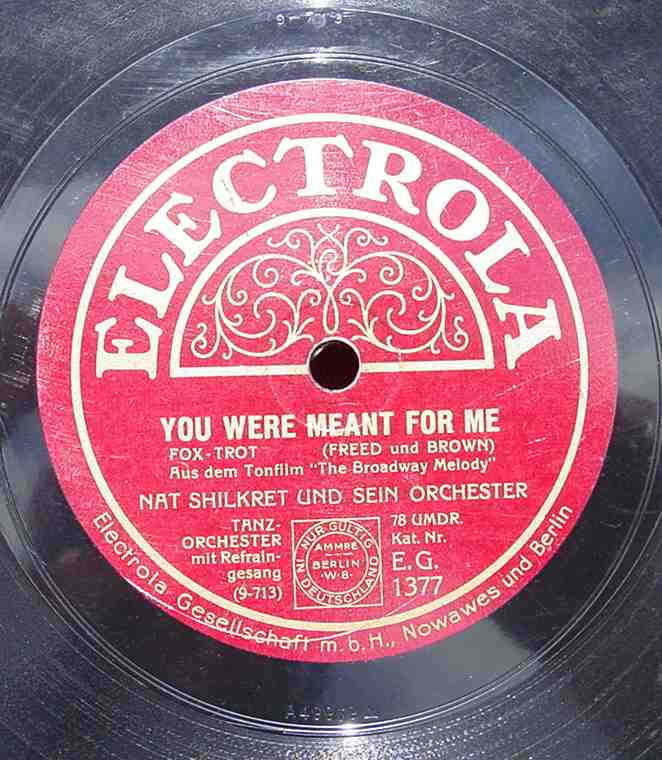 9-713
ELECTROLA
YOU WERE MEANT FOR ME
FOX-TROT (FREED und BROWN)
Aus dem Tonfilm "The Broadway Melody"
NAT SHILKRET UND SEIN ORCHESTER
TANZ-
ORCHESTER
mit Refrain-
gesang
(9-713)
NUR GÜLTIG
IN DEUTSCHLAND
AMMRE
BERLIN
·W·8·
78 UMDR.
Kat. Nr.
E.G.
1377
Electrola Gesellschaft m.b.H., Nowawes und Berlin